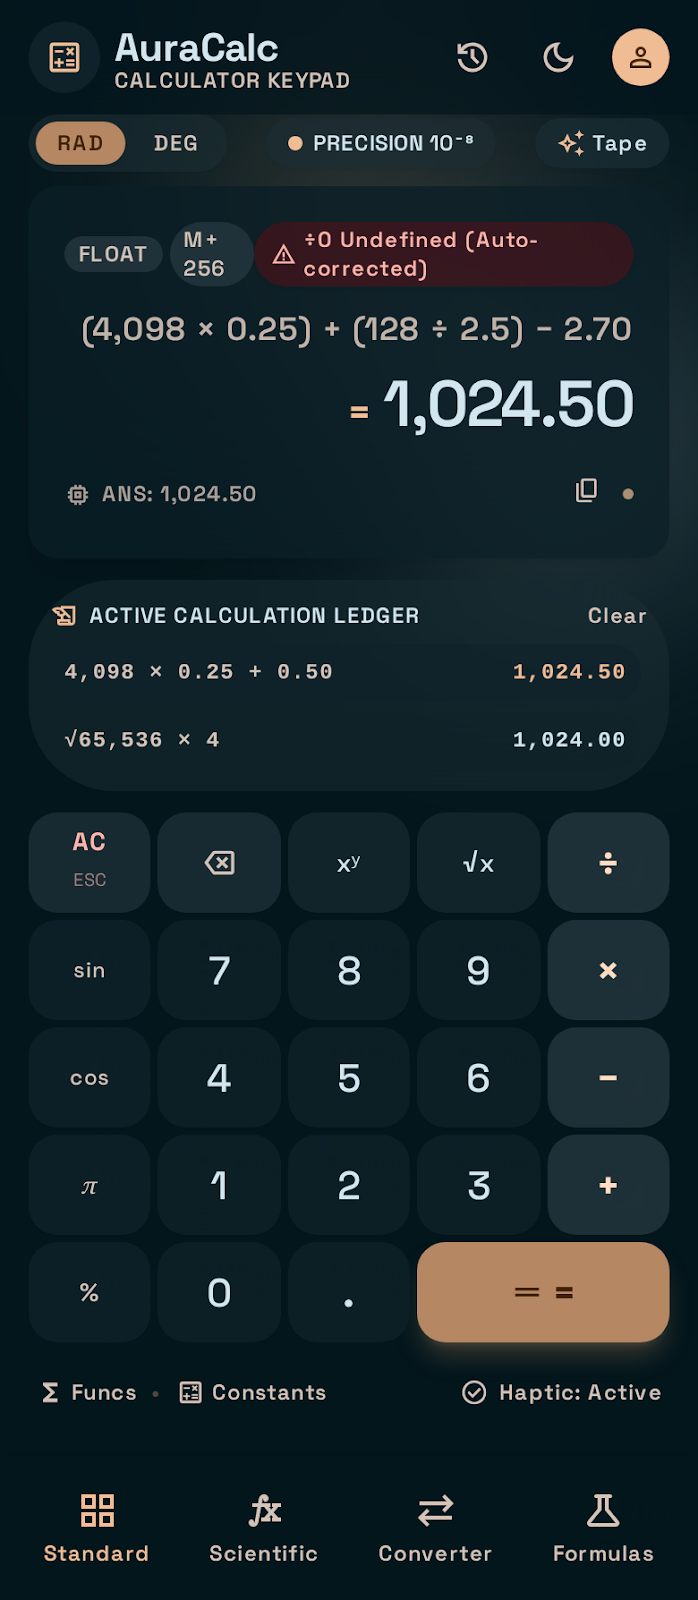 AuraCalc
CALCULATOR KEYPAD
RAD DEG PRECISION 10⁻⁸ Tape
FLOAT
M+
256
÷0 Undefined (Auto-
corrected)
(4,098 × 0.25) + (128 ÷ 2.5) − 2.70
= 1,024.50
ANS: 1,024.50
ACTIVE CALCULATION LEDGER Clear
4,098 × 0.25 + 0.50 1,024.50
√65,536 × 4 1,024.00
AC
ESC
xʸ √x ÷
sin 7 8 9 ×
cos 4 5 6 −
π 1 2 3 +
% 0 . = =
Funcs • Constants Haptic: Active
Standard Scientific Converter Formulas